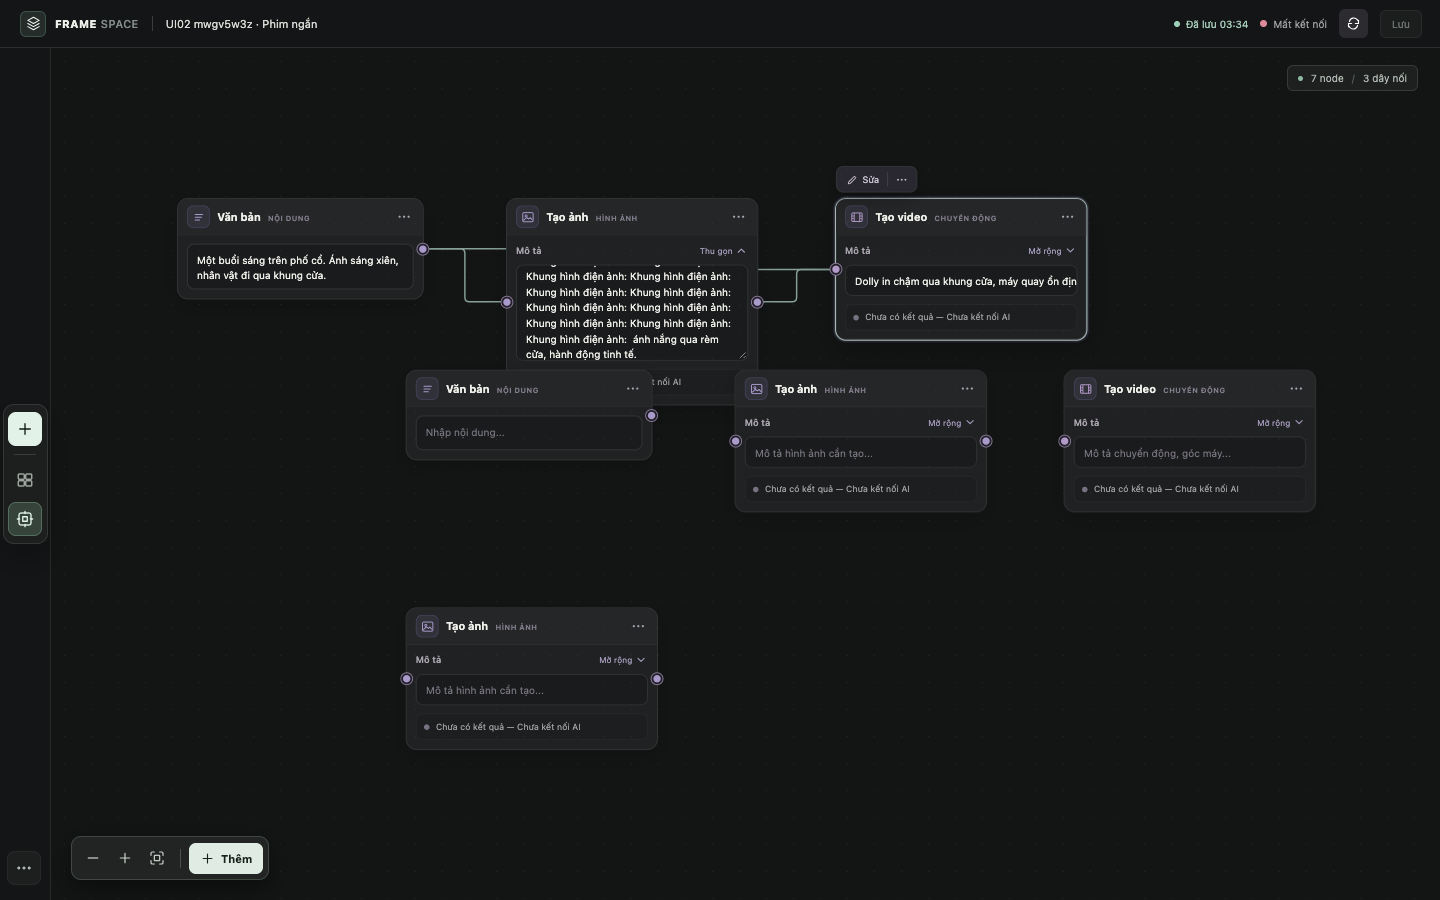 FRAME SPACE
UI02 mwgv5w3z · Phim ngắn
Đã lưu 03:34
Mất kết nối
Lưu
7 node / 3 dây nối
Sửa
Văn bản NỘI DUNG
Một buổi sáng trên phố cổ. Ánh sáng xiên,
nhân vật đi qua khung cửa.
Tạo ảnh HÌNH ẢNH
Mô tả
Thu gọn
Khung hình điện ảnh: Khung hình điện ảnh:
Khung hình điện ảnh: Khung hình điện ảnh:
Khung hình điện ảnh: Khung hình điện ảnh:
Khung hình điện ảnh: Khung hình điện ảnh:
Khung hình điện ảnh: ánh nắng qua rèm
cửa, hành động tinh tế.
t nối AI
Tạo video CHUYỂN ĐỘNG
Mô tả
Mở rộng
Dolly in chậm qua khung cửa, máy quay ổn địn
Chưa có kết quả — Chưa kết nối AI
Văn bản NỘI DUNG
Nhập nội dung...
Tạo ảnh HÌNH ẢNH
Mô tả
Mở rộng
Mô tả hình ảnh cần tạo...
Chưa có kết quả — Chưa kết nối AI
Tạo video CHUYỂN ĐỘNG
Mô tả
Mở rộng
Mô tả chuyển động, góc máy...
Chưa có kết quả — Chưa kết nối AI
Tạo ảnh HÌNH ẢNH
Mô tả
Mở rộng
Mô tả hình ảnh cần tạo...
Chưa có kết quả — Chưa kết nối AI
Thêm